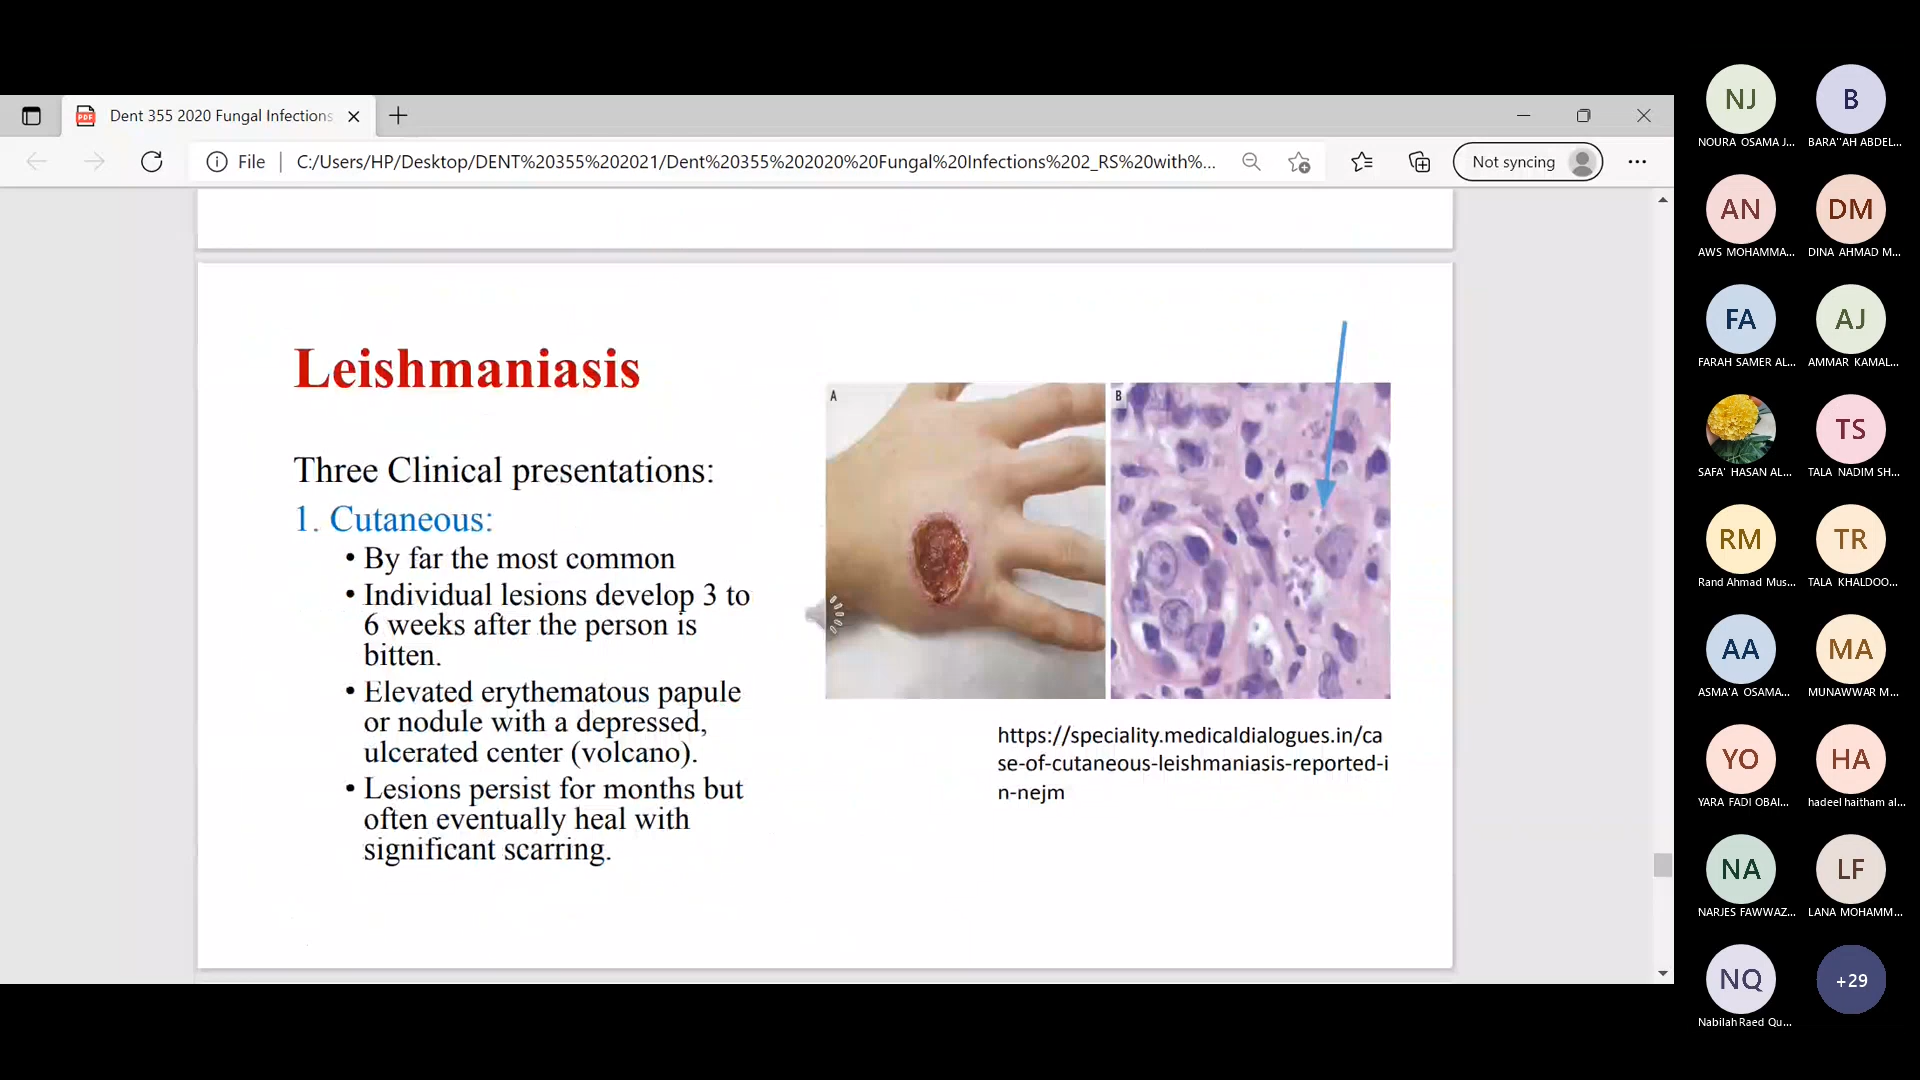 Dent 355 2020 Fungal Infections
File
C:/Users/HP/Desktop/DENT%20355%202021/Dent%20355%202020%20Fungal%20Infections%202_RS%20with%...
Not syncing
Leishmaniasis
Three Clinical presentations:
1. Cutaneous:
• By far the most common
• Individual lesions develop 3 to
6 weeks after the person is
bitten.
• Elevated erythematous papule
or nodule with a depressed,
ulcerated center (volcano).
• Lesions persist for months but
often eventually heal with
significant scarring.
A
B
https://speciality.medicaldialogues.in/ca
se-of-cutaneous-leishmaniasis-reported-i
n-nejm
NJ
B
NOURA OSAMA J...
BARA''AH ABDEL...
AN
DM
AWS MOHAMMA...
DINA AHMAD M...
FA
AJ
FARAH SAMER AL...
AMMAR KAMAL...
TS
SAFA' HASAN AL...
TALA NADIM SH...
RM
TR
Rand Ahmad Mus...
TALA KHALDOO...
AA
MA
ASMA'A OSAMA...
MUNAWWAR M...
YO
HA
YARA FADI OBAI...
hadeel haitham al...
NA
LF
NARJES FAWWAZ...
LANA MOHAMM...
NQ
+29
Nabilah Raed Qu...